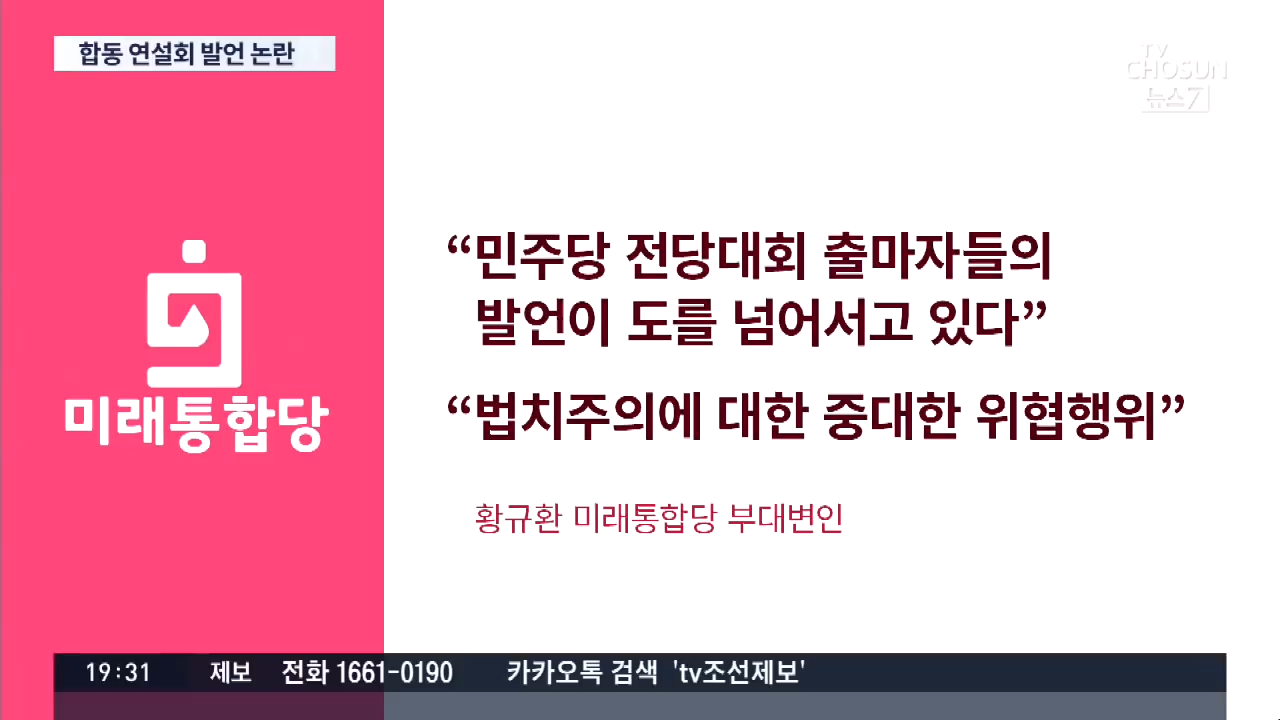 합동 연설회 발언 논란
TV
CHOSUN
뉴스7
미래통합당
“민주당 전당대회 출마자들의
발언이 도를 넘어서고 있다”
“법치주의에 대한 중대한 위협행위”
황규환 미래통합당 부대변인
19:31 제보 전화 1661-0190 카카오톡 검색 'tv조선제보'